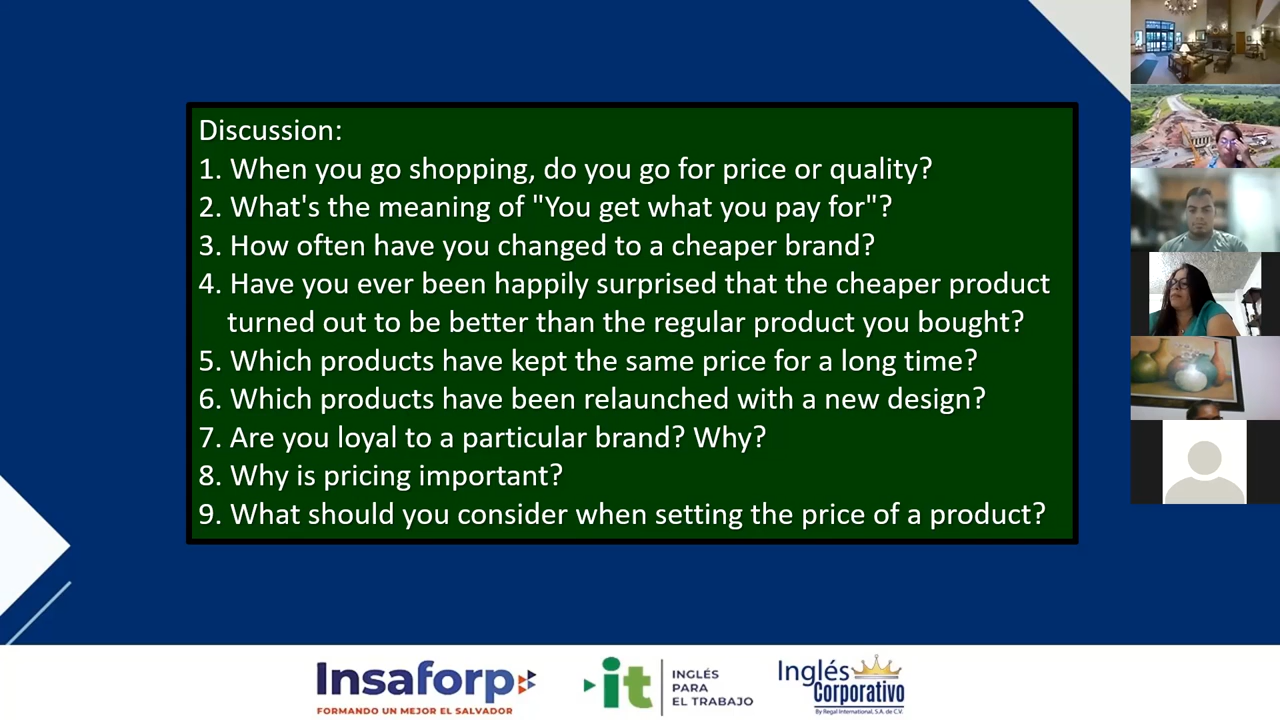 Discussion:
1. When you go shopping, do you go for price or quality?
2. What's the meaning of "You get what you pay for"?
3. How often have you changed to a cheaper brand?
4. Have you ever been happily surprised that the cheaper product
turned out to be better than the regular product you bought?
5. Which products have kept the same price for a long time?
6. Which products have been relaunched with a new design?
7. Are you loyal to a particular brand? Why?
8. Why is pricing important?
9. What should you consider when setting the price of a product?
Insaforp
FORMANDO UN MEJOR EL SALVADOR
it
INGLÉS
PARA
EL TRABAJO
Inglés
Corporativo
By Regal International, S.A. de C.V.